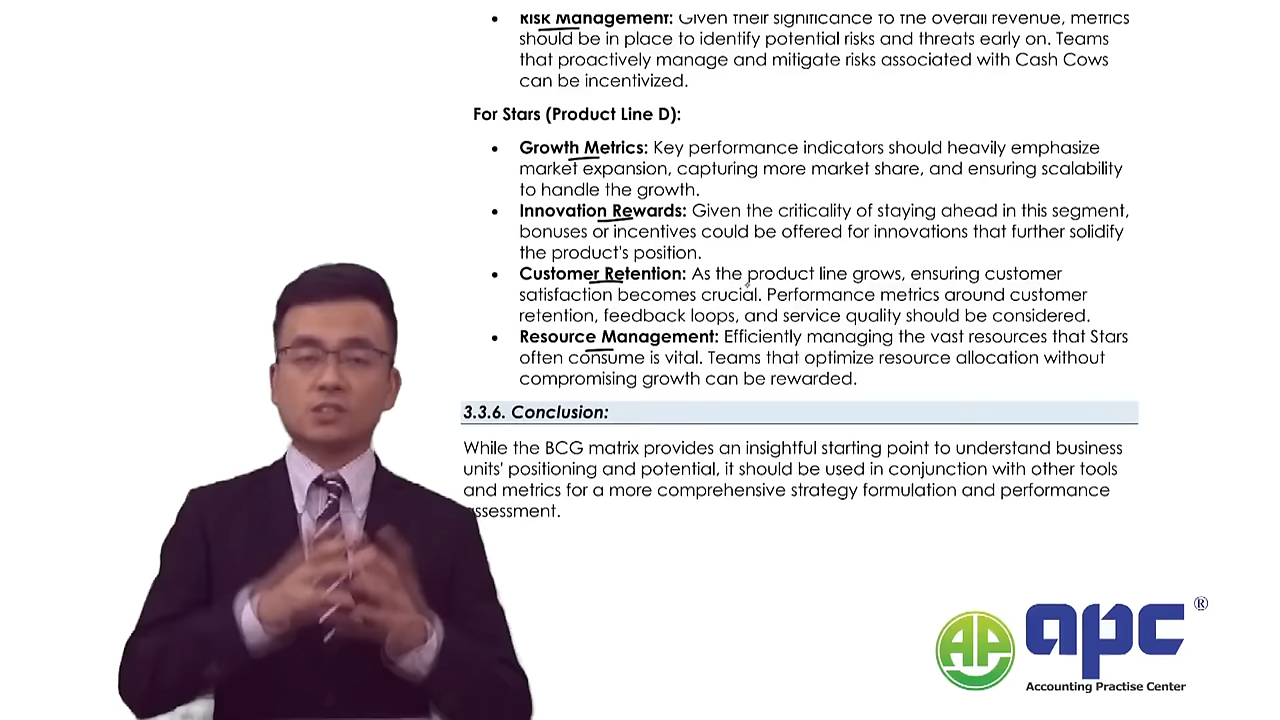 • Risk Management: Given their significance to the overall revenue, metrics
should be in place to identify potential risks and threats early on. Teams
that proactively manage and mitigate risks associated with Cash Cows
can be incentivized.
For Stars (Product Line D):
• Growth Metrics: Key performance indicators should heavily emphasize
market expansion, capturing more market share, and ensuring scalability
to handle the growth.
• Innovation Rewards: Given the criticality of staying ahead in this segment,
bonuses or incentives could be offered for innovations that further solidify
the product's position.
• Customer Retention: As the product line grows, ensuring customer
satisfaction becomes crucial. Performance metrics around customer
retention, feedback loops, and service quality should be considered.
• Resource Management: Efficiently managing the vast resources that Stars
often consume is vital. Teams that optimize resource allocation without
compromising growth can be rewarded.
3.3.6. Conclusion:
While the BCG matrix provides an insightful starting point to understand business
units' positioning and potential, it should be used in conjunction with other tools
and metrics for a more comprehensive strategy formulation and performance
assessment.
AP apc ®
Accounting Practise Center